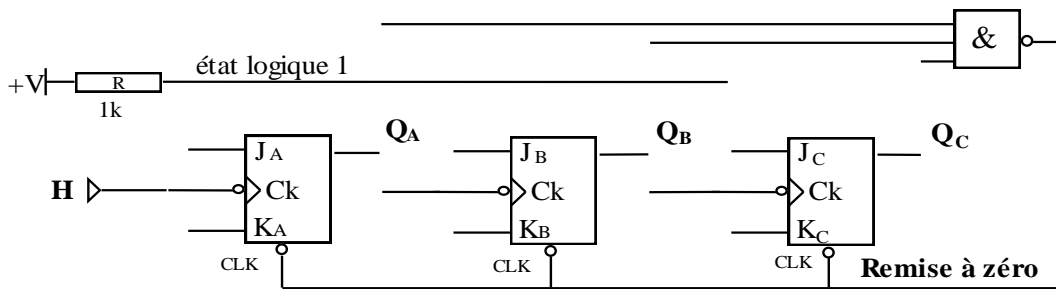 &
état logique 1
+V
R
1k
QA
QB
QC
JA
JB
JC
H
Ck
Ck
Ck
KA
KB
KC
CLK
CLK
CLK
Remise à zéro